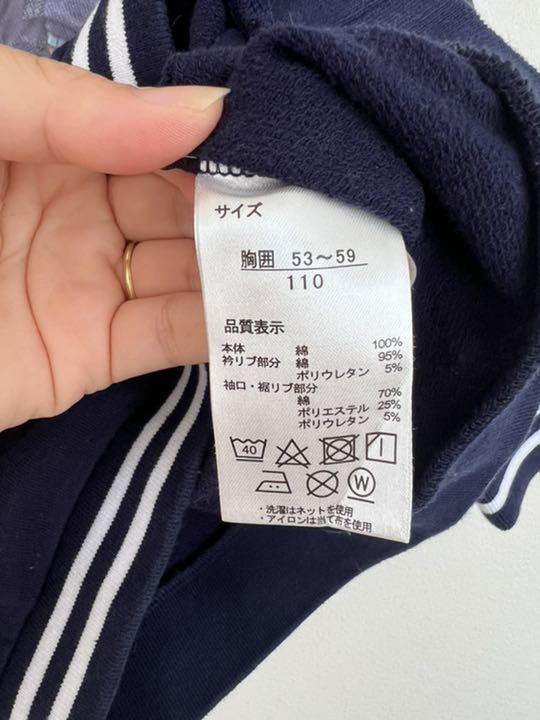 サイズ
胸囲 53~59
110
品質表示
本体 綿 100%
衿リブ部分 綿 95%
ポリウレタン 5%
袖口・裾リブ部分
綿 70%
ポリエステル 25%
ポリウレタン 5%
40
W
・洗濯はネットを使用
・アイロンは当て布を使用